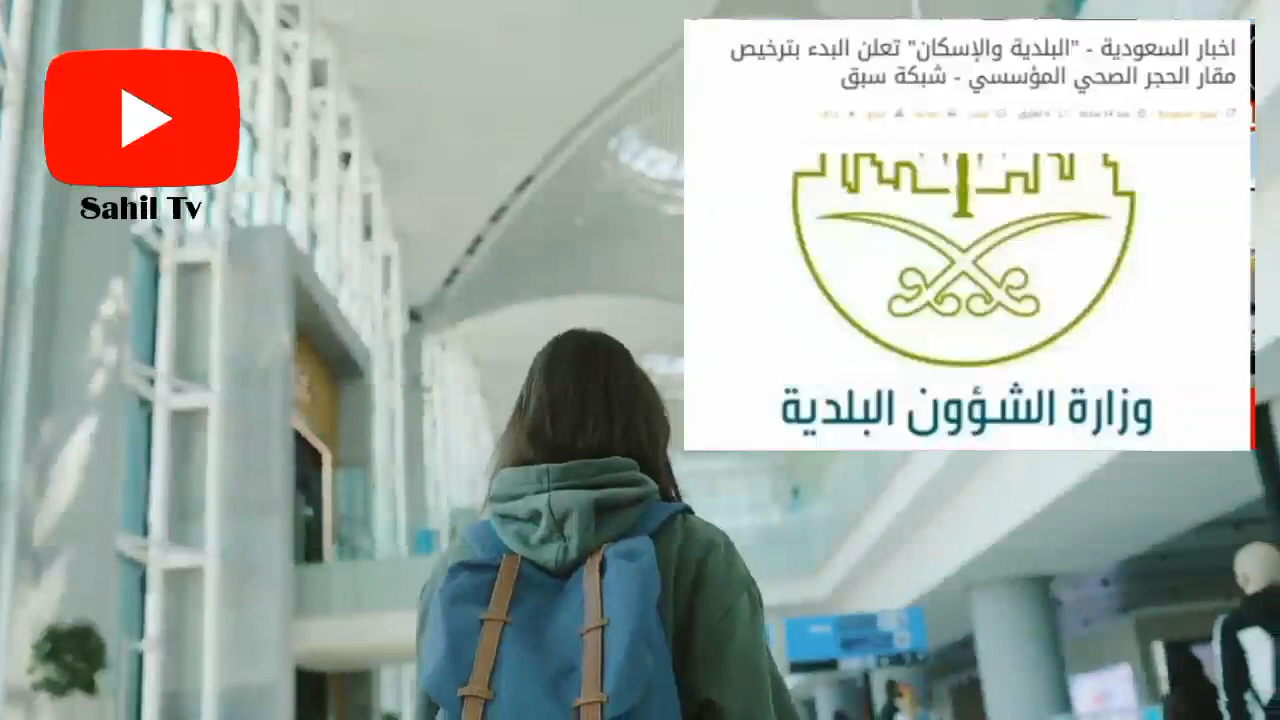 اخبار السعودية - "البلدية والإسكان" تعلن البدء بترخيص
مقار الحجر الصحي المؤسسي - شبكة سبق
وزارة الشؤون البلدية
Sahil Tv